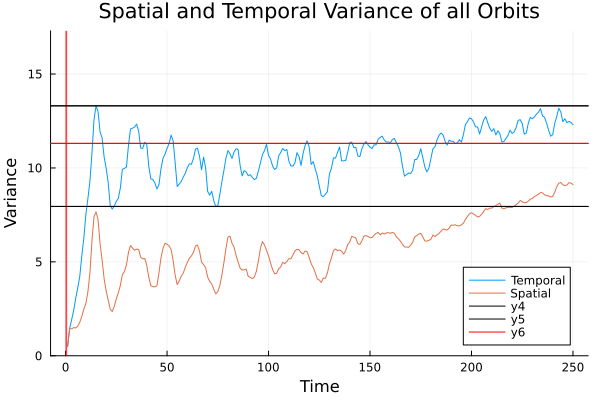 Spatial and Temporal Variance of all Orbits
Variance
15
10
5
0
0 50 100 150 200 250
Time
Temporal
Spatial
y4
y5
y6